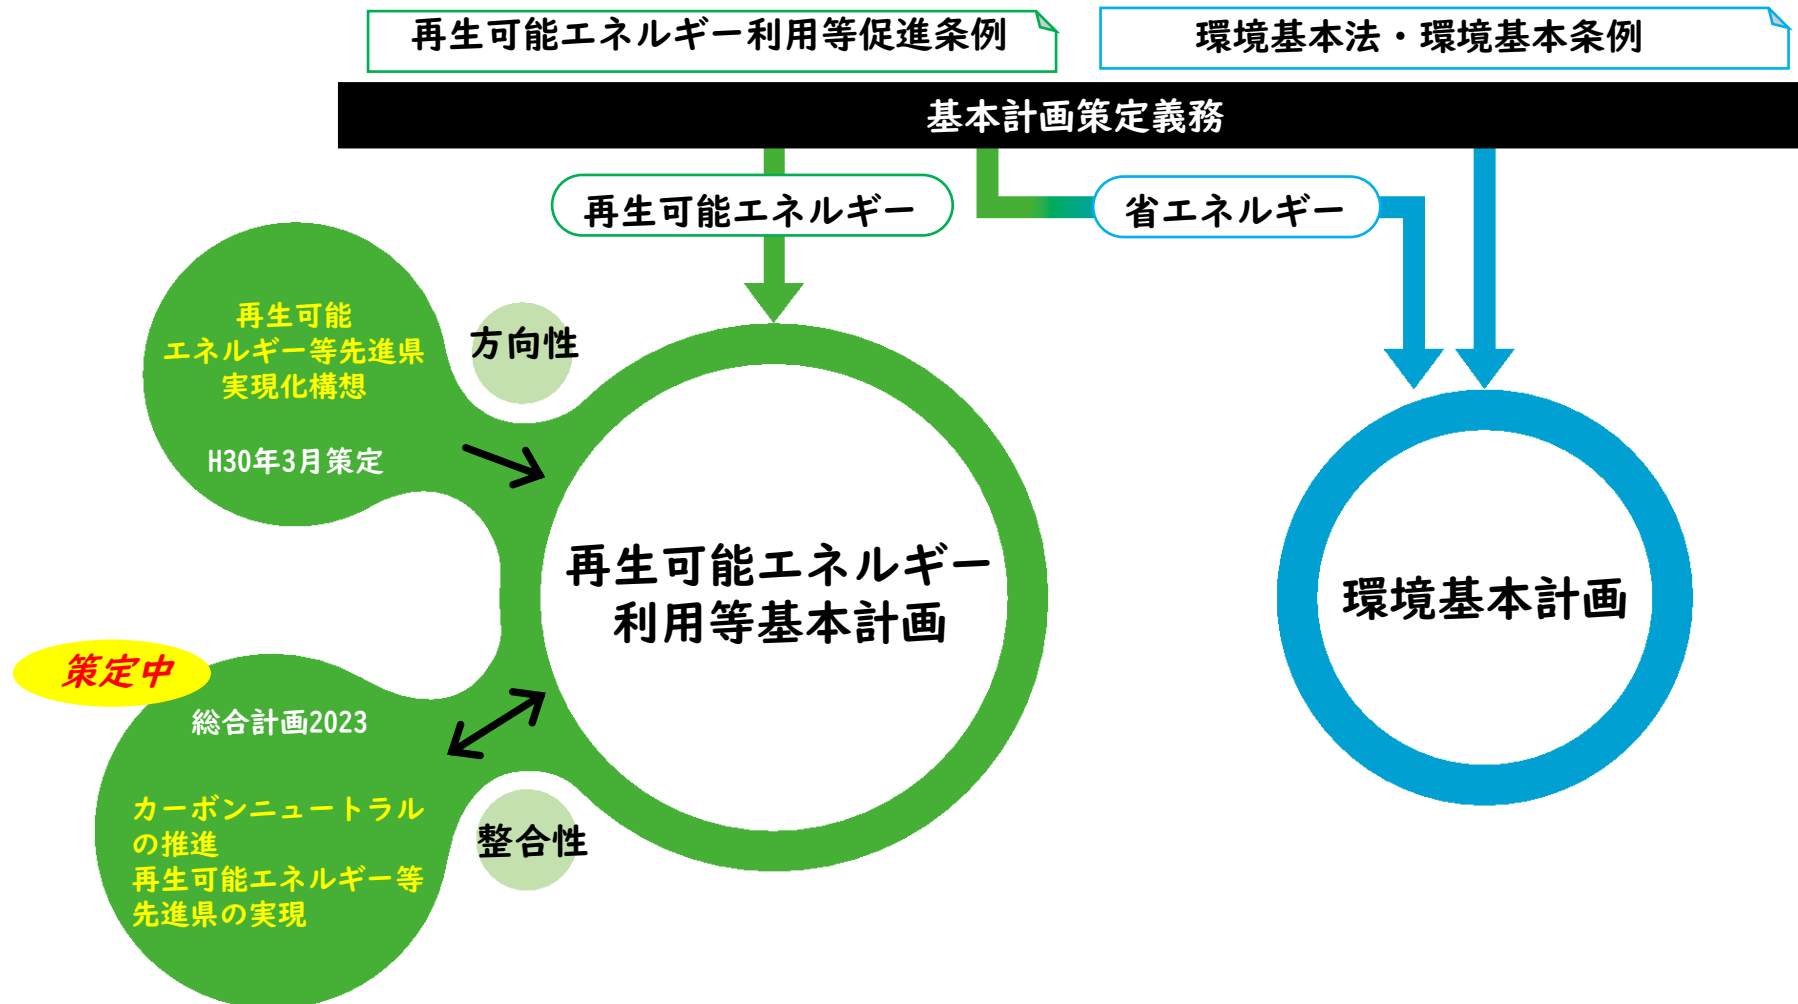 再生可能エネルギー利用等促進条例
環境基本法・環境基本条例
基本計画策定義務
再生可能エネルギー
省エネルギー
再生可能
エネルギー等先進県
実現化構想
H30年3月策定
方向性
再生可能エネルギー
利用等基本計画
環境基本計画
策定中
総合計画2023
カーボンニュートラル
の推進
再生可能エネルギー等
先進県の実現
整合性